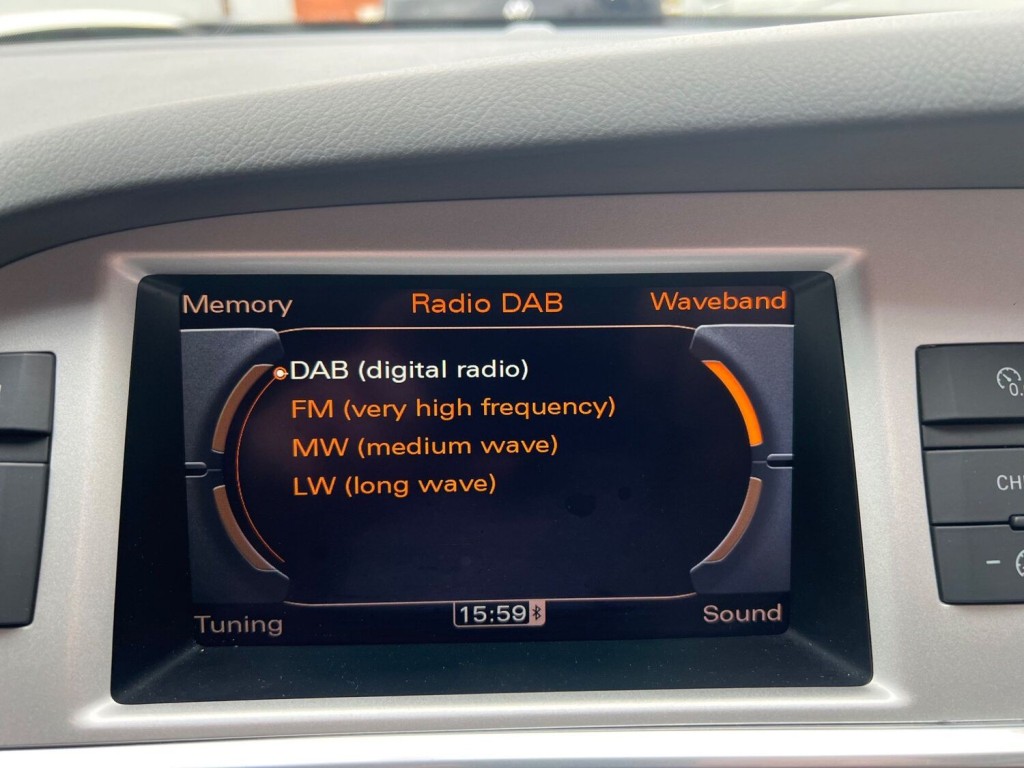 Memory Radio DAB Waveband
DAB (digital radio)
FM (very high frequency)
MW (medium wave)
LW (long wave)
Tuning 15:59 Sound